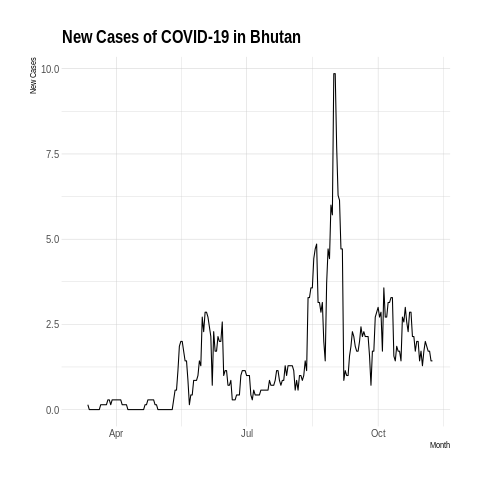 New Cases of COVID-19 in Bhutan
New Cases
10.0
7.5
5.0
2.5
0.0
Apr
Jul
Oct
Month